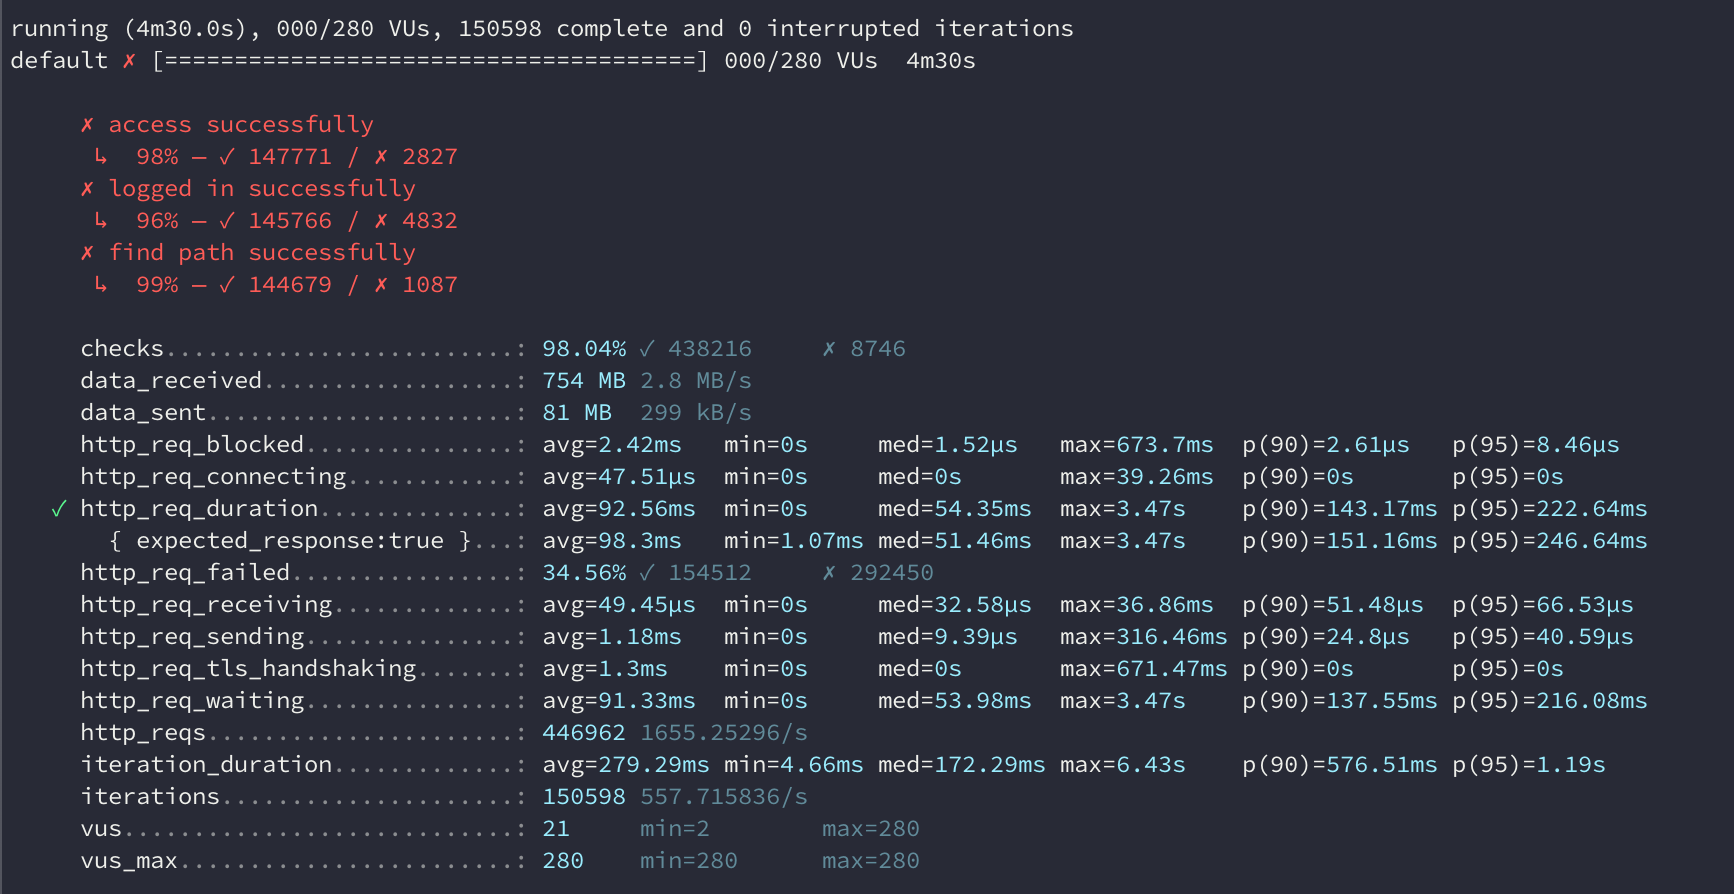 running (4m30.0s), 000/280 VUs, 150598 complete and 0 interrupted iterations
default ✗ [======================================] 000/280 VUs  4m30s

     ✗ access successfully
      ↳  98% — ✓ 147771 / ✗ 2827
     ✗ logged in successfully
      ↳  96% — ✓ 145766 / ✗ 4832
     ✗ find path successfully
      ↳  99% — ✓ 144679 / ✗ 1087

     checks.........................: 98.04% ✓ 438216     ✗ 8746
     data_received..................: 754 MB 2.8 MB/s
     data_sent......................: 81 MB  299 kB/s
     http_req_blocked...............: avg=2.42ms   min=0s     med=1.52µs   max=673.7ms  p(90)=2.61µs   p(95)=8.46µs
     http_req_connecting............: avg=47.51µs  min=0s     med=0s       max=39.26ms  p(90)=0s       p(95)=0s
   ✓ http_req_duration..............: avg=92.56ms  min=0s     med=54.35ms  max=3.47s    p(90)=143.17ms p(95)=222.64ms
       { expected_response:true }...: avg=98.3ms   min=1.07ms med=51.46ms  max=3.47s    p(90)=151.16ms p(95)=246.64ms
     http_req_failed................: 34.56% ✓ 154512     ✗ 292450
     http_req_receiving.............: avg=49.45µs  min=0s     med=32.58µs  max=36.86ms  p(90)=51.48µs  p(95)=66.53µs
     http_req_sending...............: avg=1.18ms   min=0s     med=9.39µs   max=316.46ms p(90)=24.8µs   p(95)=40.59µs
     http_req_tls_handshaking.......: avg=1.3ms    min=0s     med=0s       max=671.47ms p(90)=0s       p(95)=0s
     http_req_waiting...............: avg=91.33ms  min=0s     med=53.98ms  max=3.47s    p(90)=137.55ms p(95)=216.08ms
     http_reqs......................: 446962 1655.25296/s
     iteration_duration.............: avg=279.29ms min=4.66ms med=172.29ms max=6.43s    p(90)=576.51ms p(95)=1.19s
     iterations.....................: 150598 557.715836/s
     vus............................: 21     min=2        max=280
     vus_max........................: 280    min=280      max=280